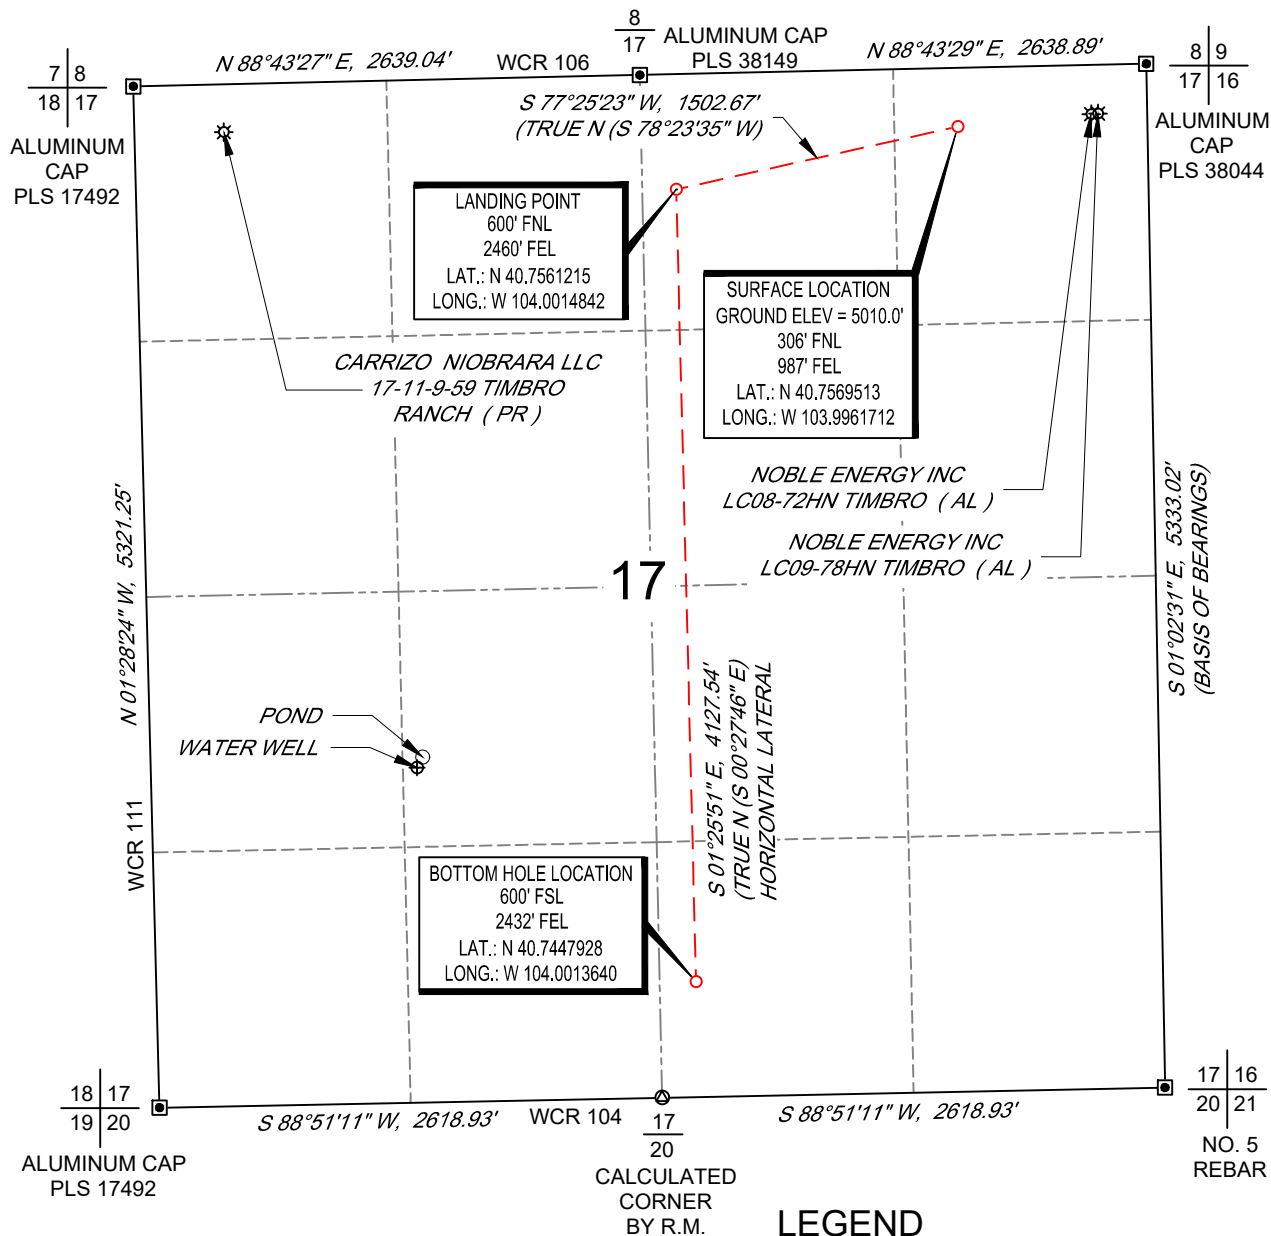 8
17
ALUMINUM CAP
PLS 38149
N 88°43'27" E, 2639.04'
WCR 106
N 88°43'29" E, 2638.89'
7 8
18 17
ALUMINUM
CAP
PLS 17492
8 9
17 16
ALUMINUM
CAP
PLS 38044
S 77°25'23" W, 1502.67'
(TRUE N (S 78°23'35" W)
LANDING POINT
600' FNL
2460' FEL
LAT.: N 40.7561215
LONG.: W 104.0014842
SURFACE LOCATION
GROUND ELEV = 5010.0'
306' FNL
987' FEL
LAT.: N 40.7569513
LONG.: W 103.9961712
CARRIZO NIOBRARA LLC
17-11-9-59 TIMBRO
RANCH ( PR )
NOBLE ENERGY INC
LC08-72HN TIMBRO ( AL )
NOBLE ENERGY INC
LC09-78HN TIMBRO ( AL )
N 01°28'24" W, 5321.25'
WCR 111
17
S 01°02'31" E, 5333.02'
(BASIS OF BEARINGS)
POND
WATER WELL
S 01°25'51" E, 4127.54'
(TRUE N (S 00°27'46" E)
HORIZONTAL LATERAL
BOTTOM HOLE LOCATION
600' FSL
2432' FEL
LAT.: N 40.7447928
LONG.: W 104.0013640
18 17
19 20
ALUMINUM CAP
PLS 17492
S 88°51'11" W, 2618.93'
WCR 104
17
20
CALCULATED
CORNER
BY R.M.
S 88°51'11" W, 2618.93'
17 16
20 21
NO. 5
REBAR
LEGEND